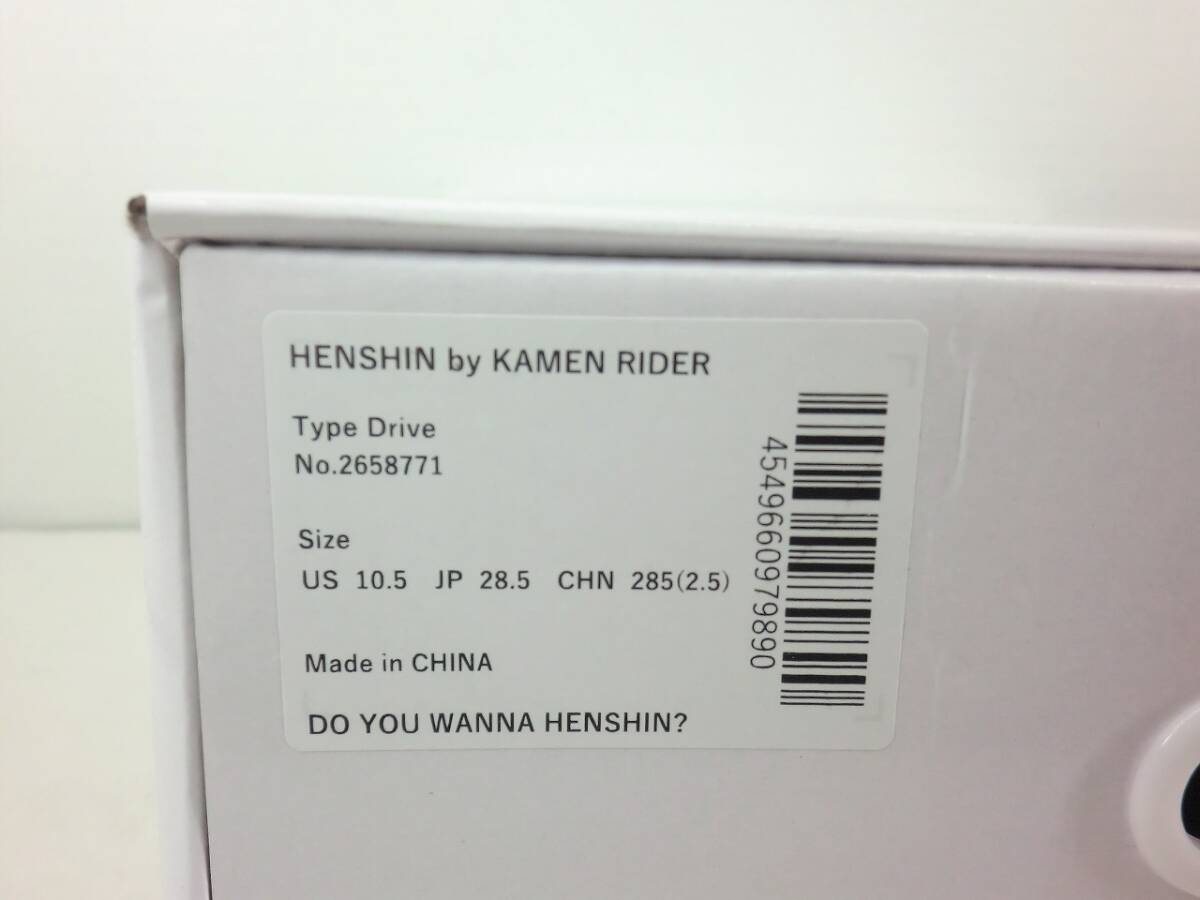 HENSHIN by KAMEN RIDER
Type Drive
No.2658771
Size
US 10.5 JP 28.5 CHN 285(2.5)
Made in CHINA
DO YOU WANNA HENSHIN?
4549660979890